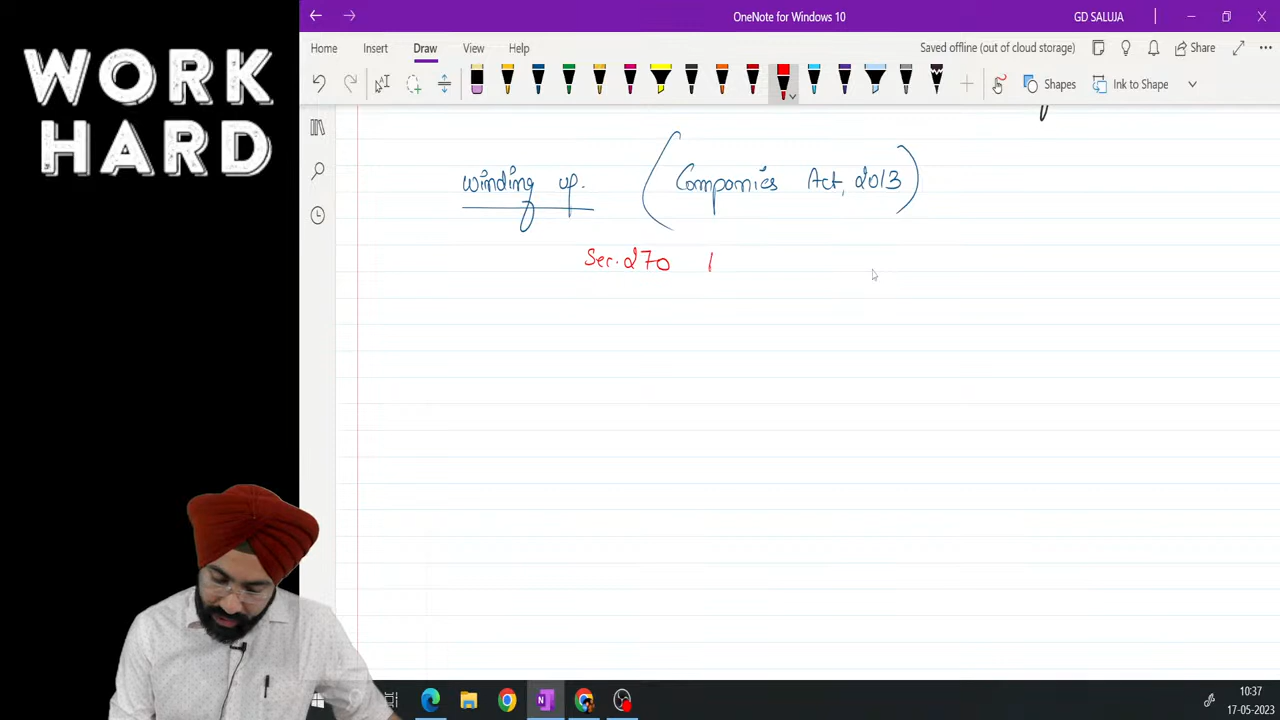 OneNote for Windows 10
GD SALUJA
Home Insert Draw View Help
Saved offline (out of cloud storage)
Share
Shapes
Ink to Shape
WORK
HARD
Winding up. (Companies Act, 2013)
Sec. 270
10:37
17-05-2023